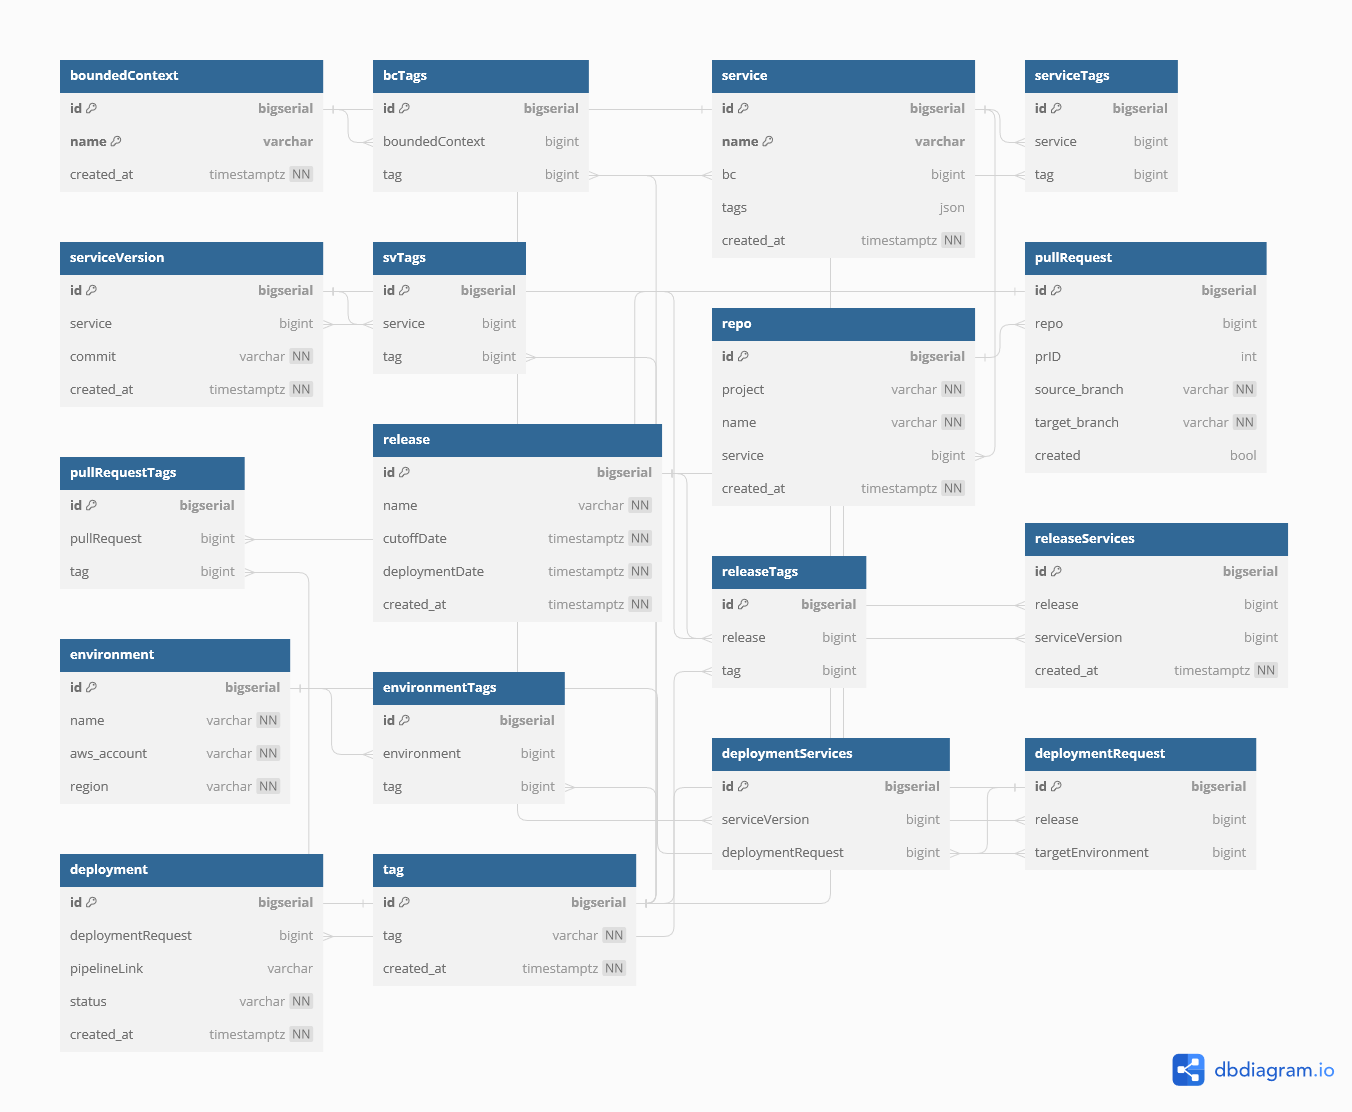 boundedContext
id bigserial
name varchar
created_at timestamptz NN
bcTags
id bigserial
boundedContext bigint
tag bigint
service
id bigserial
name varchar
bc bigint
tags json
created_at timestamptz NN
serviceTags
id bigserial
service bigint
tag bigint
serviceVersion
id bigserial
service bigint
commit varchar NN
created_at timestamptz NN
svTags
id bigserial
service bigint
tag bigint
repo
id bigserial
project varchar NN
name varchar NN
service bigint
created_at timestamptz NN
pullRequest
id bigserial
repo bigint
prID int
source_branch varchar NN
target_branch varchar NN
created bool
pullRequestTags
id bigserial
pullRequest bigint
tag bigint
release
id bigserial
name varchar NN
cutoffDate timestamptz NN
deploymentDate timestamptz NN
created_at timestamptz NN
releaseTags
id bigserial
release bigint
tag bigint
releaseServices
id bigserial
release bigint
serviceVersion bigint
created_at timestamptz NN
environment
id bigserial
name varchar NN
aws_account varchar NN
region varchar NN
environmentTags
id bigserial
environment bigint
tag bigint
deploymentServices
id bigserial
serviceVersion bigint
deploymentRequest bigint
deploymentRequest
id bigserial
release bigint
targetEnvironment bigint
deployment
id bigserial
deploymentRequest bigint
pipelineLink varchar
status varchar NN
created_at timestamptz NN
tag
id bigserial
tag varchar NN
created_at timestamptz NN
dbdiagram.io